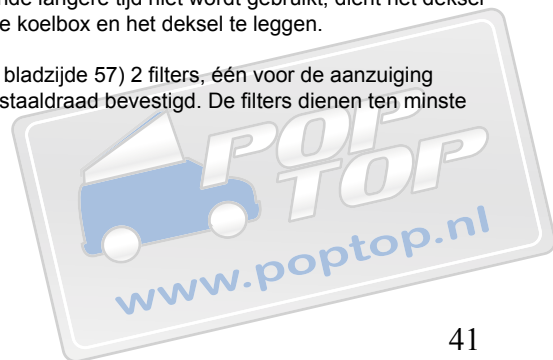 nde langere tijd niet wordt gebruikt, dient het deksel
e koelbox en het deksel te leggen.
bladzijde 57) 2 filters, één voor de aanzuiging
staaldraad bevestigd. De filters dienen ten minste
POP
TOP
www.poptop.nl
41